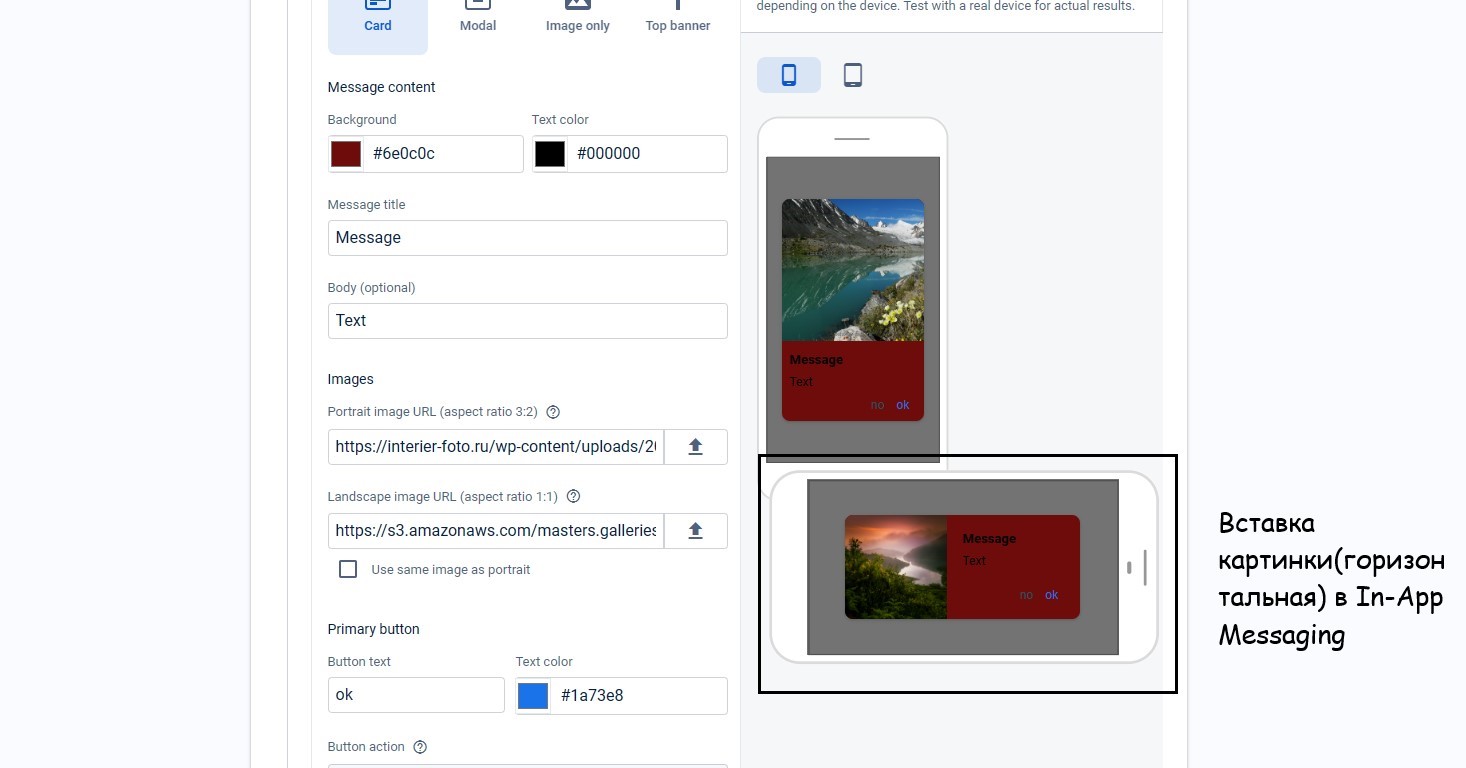 depending on the device. Test with a real device for actual results.
Card
Modal
Image only
Top banner
Message content
Background
Text color
#6e0c0c
#000000
Message title
Message
Body (optional)
Text
Images
Portrait image URL (aspect ratio 3:2)
https://interier-foto.ru/wp-content/uploads/20
Landscape image URL (aspect ratio 1:1)
https://s3.amazonaws.com/masters.galleries
Use same image as portrait
Primary button
Button text
Text color
ok
#1a73e8
Button action
Message
Text
no ok
Message
Text
no ok
Вставка
картинки(горизон
тальная) в In-App
Messaging